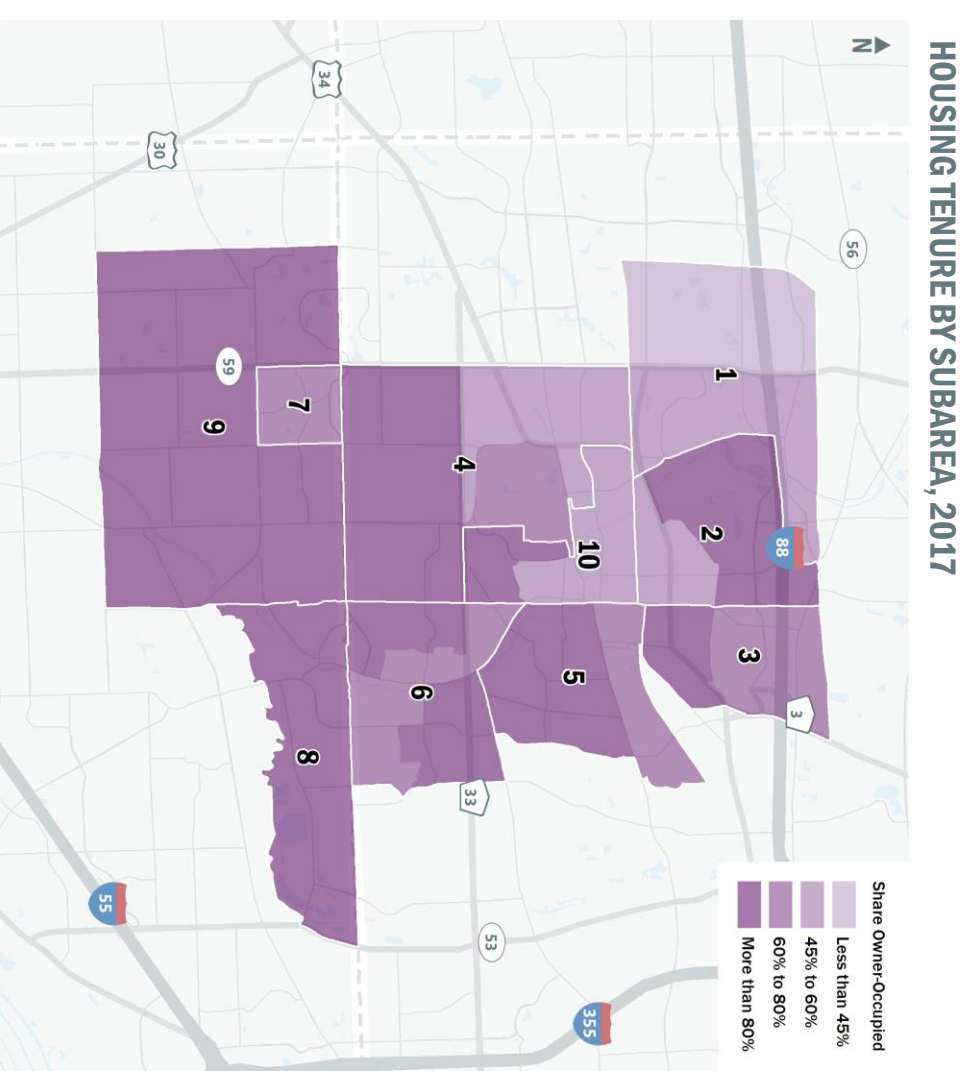 HOUSING TENURE BY SUBAREA, 2017
N
56
34
30
88
1
2
3
3
59
7
9
4
10
5
6
8
33
53
55
355
Share Owner-Occupied
Less than 45%
45% to 60%
60% to 80%
More than 80%